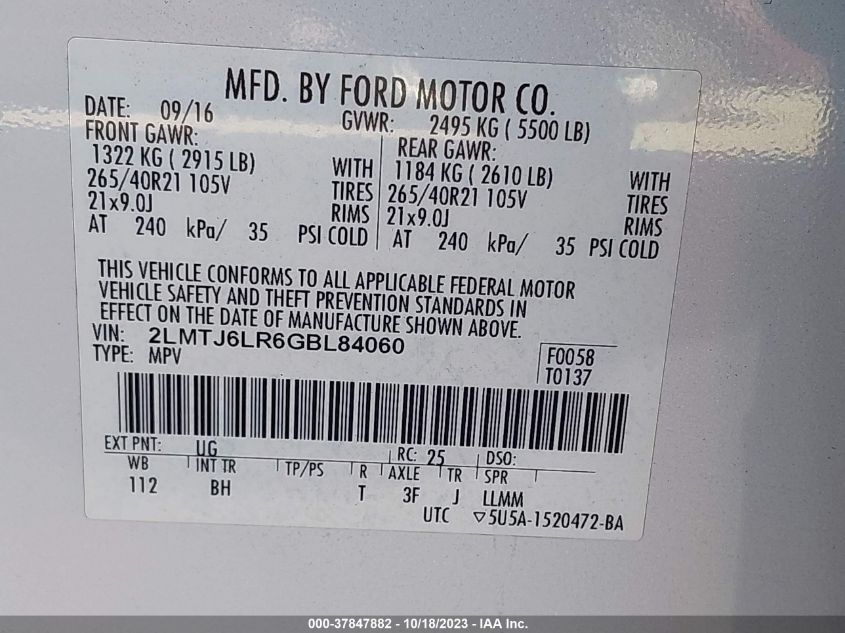 MFD. BY FORD MOTOR CO.
DATE: 09/16 GVWR: 2495 KG ( 5500 LB)
FRONT GAWR: REAR GAWR:
1322 KG ( 2915 LB) WITH 1184 KG ( 2610 LB) WITH
265/40R21 105V TIRES 265/40R21 105V TIRES
21x9.0J RIMS 21x9.0J RIMS
AT 240 kPa/ 35 PSI COLD AT 240 kPa/ 35 PSI COLD
THIS VEHICLE CONFORMS TO ALL APPLICABLE FEDERAL MOTOR
VEHICLE SAFETY AND THEFT PREVENTION STANDARDS IN
EFFECT ON THE DATE OF MANUFACTURE SHOWN ABOVE.
VIN: 2LMTJ6LR6GBL84060
TYPE: MPV
F0058
T0137
EXT PNT: UG RC: 25 DSO:
WB INT TR TP/PS R AXLE TR SPR
112 BH T 3F J LLMM
UTC ▽5U5A-1520472-BA
000-37847882 - 10/18/2023 - IAA Inc.